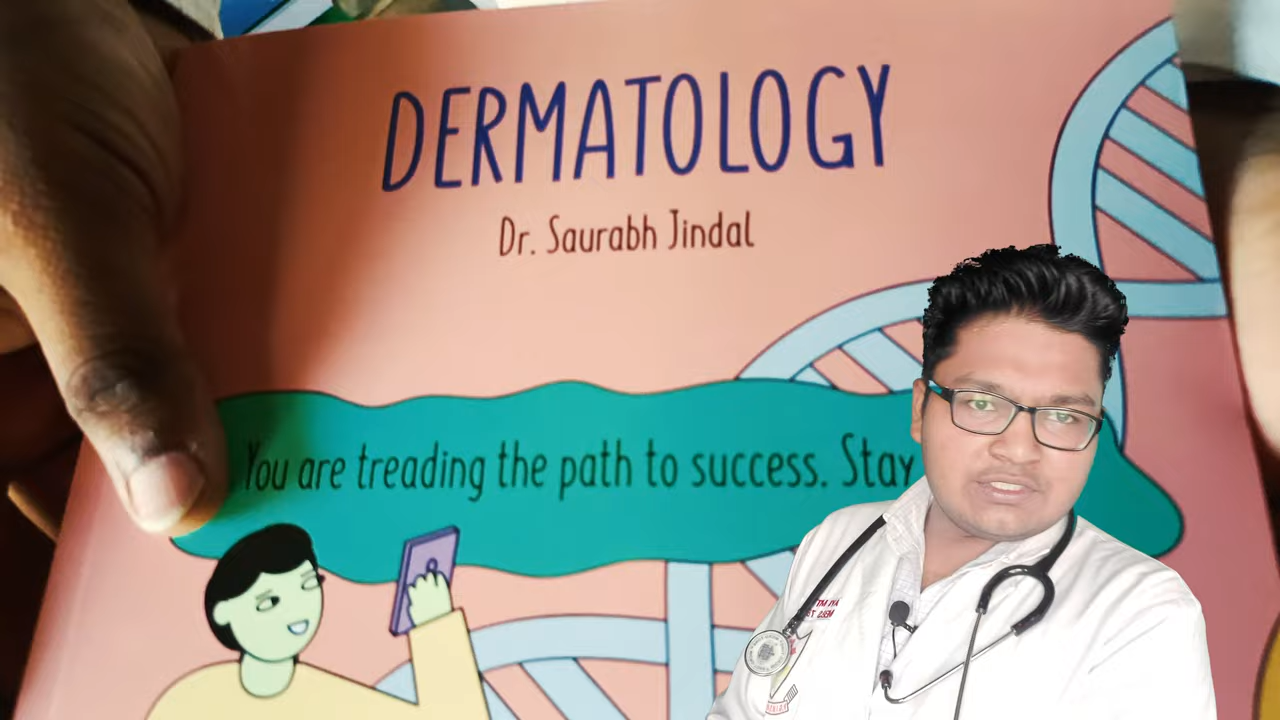 DERMATOLOGY
Dr. Saurabh Jindal
You are treading the path to success. Stay